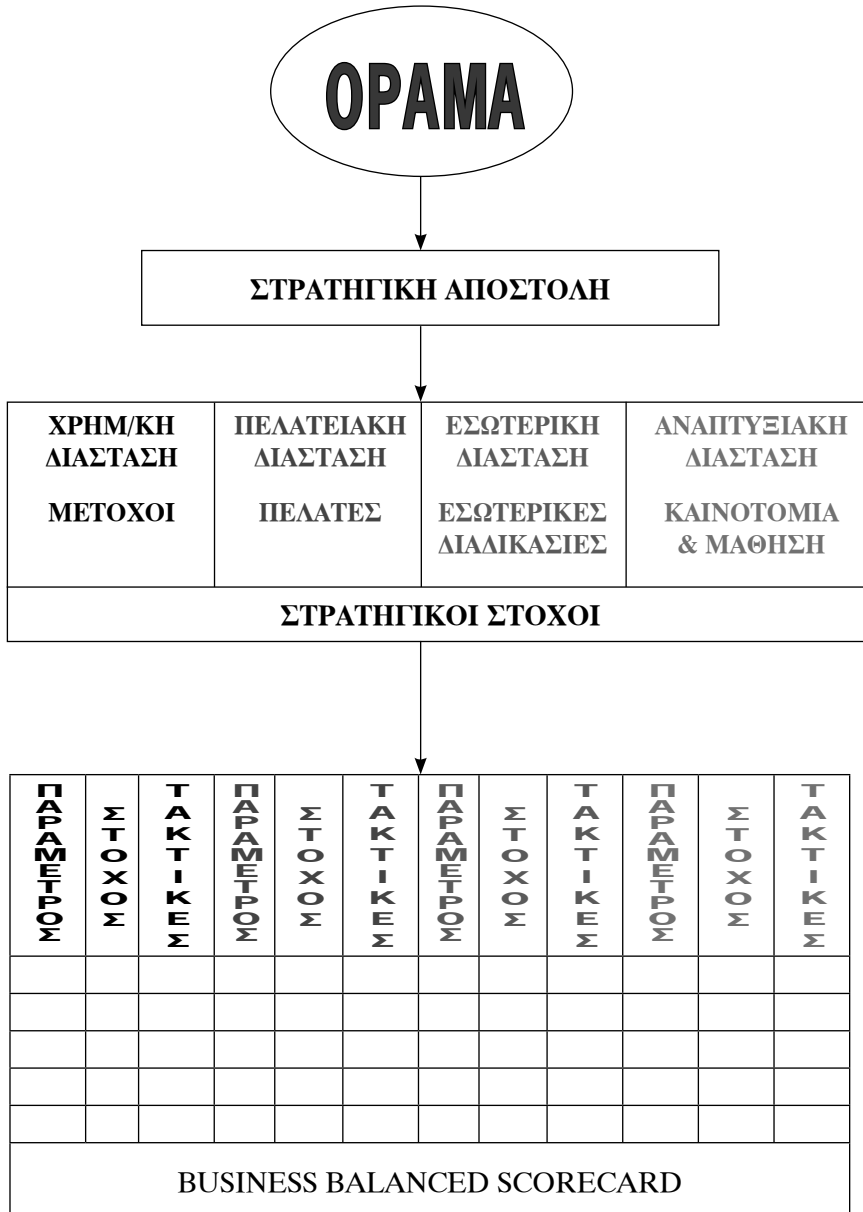 ΟΡΑΜΑ
ΣΤΡΑΤΗΓΙΚΗ ΑΠΟΣΤΟΛΗ
ΧΡΗΜ/ΚΗ
ΔΙΑΣΤΑΣΗ
ΜΕΤΟΧΟΙ
ΠΕΛΑΤΕΙΑΚΗ
ΔΙΑΣΤΑΣΗ
ΠΕΛΑΤΕΣ
ΕΣΩΤΕΡΙΚΗ
ΔΙΑΣΤΑΣΗ
ΕΣΩΤΕΡΙΚΕΣ
ΔΙΑΔΙΚΑΣΙΕΣ
ΑΝΑΠΤΥΞΙΑΚΗ
ΔΙΑΣΤΑΣΗ
ΚΑΙΝΟΤΟΜΙΑ
& ΜΑΘΗΣΗ
ΣΤΡΑΤΗΓΙΚΟΙ ΣΤΟΧΟΙ
ΠΑΡΑΜΕΤΡΟΣ
ΣΤΟΧΟΣ
ΤΑΚΤΙΚΕΣ
ΠΑΡΑΜΕΤΡΟΣ
ΣΤΟΧΟΣ
ΤΑΚΤΙΚΕΣ
ΠΑΡΑΜΕΤΡΟΣ
ΣΤΟΧΟΣ
ΤΑΚΤΙΚΕΣ
ΠΑΡΑΜΕΤΡΟΣ
ΣΤΟΧΟΣ
ΤΑΚΤΙΚΕΣ
BUSINESS BALANCED SCORECARD